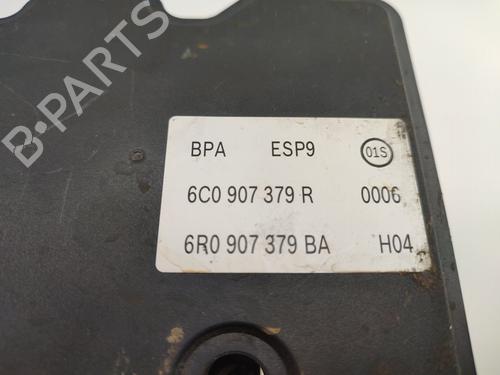 B-PARTS
BPA ESP9 01S
6C0 907 379 R 0006
6R0 907 379 BA H04